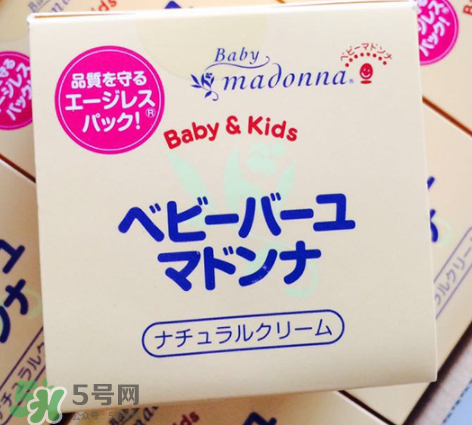 品質を守る
エージレス
パック!®
Baby
madonna®
ベビーマドンナ
Baby & Kids
ベビーバーユ
マドンナ
ナチュラルクリーム
5号网